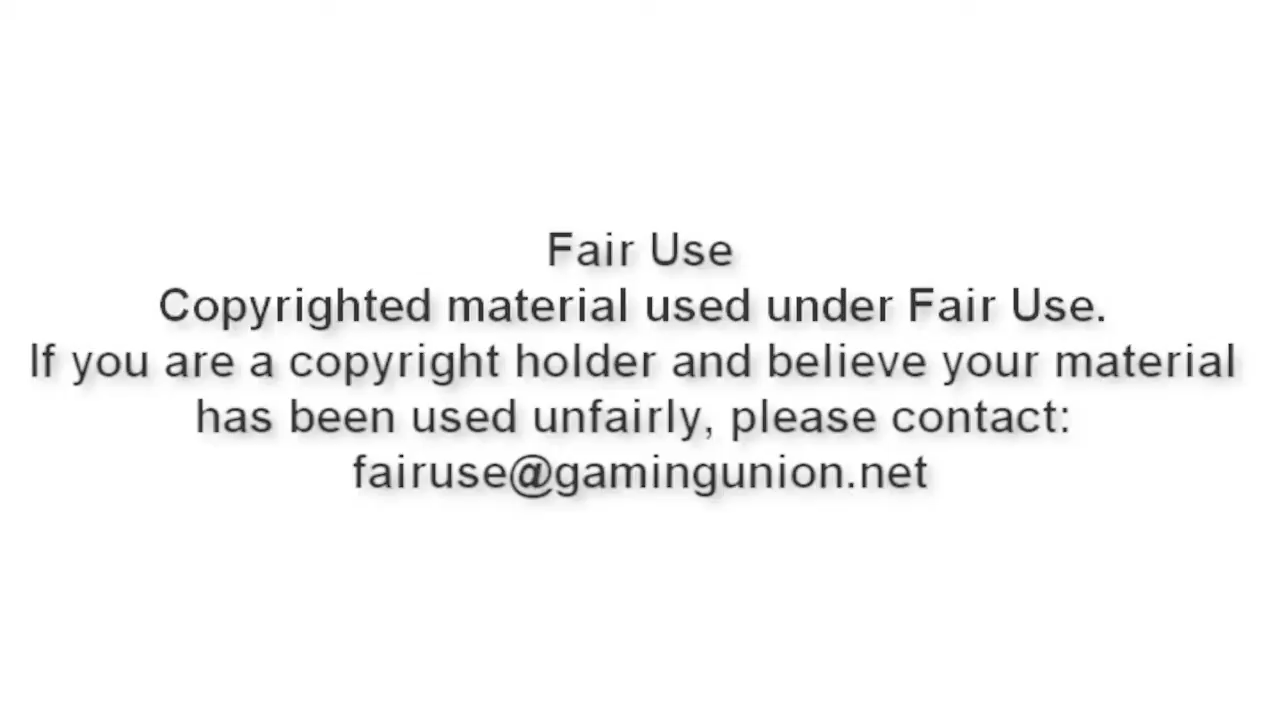 Fair Use
Copyrighted material used under Fair Use.
If you are a copyright holder and believe your material
has been used unfairly, please contact:
fairuse@gamingunion.net